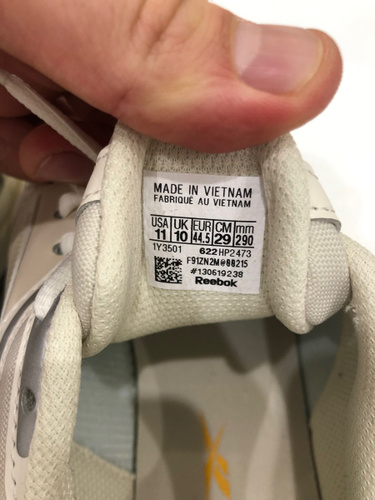 MADE IN VIETNAM
FABRIQUÉ AU VIETNAM
USA UK EUR CM mm
11 10 44.5 29 290
1Y3501 622 HP2473
F91ZN2M@88215
#130619238
Reebok